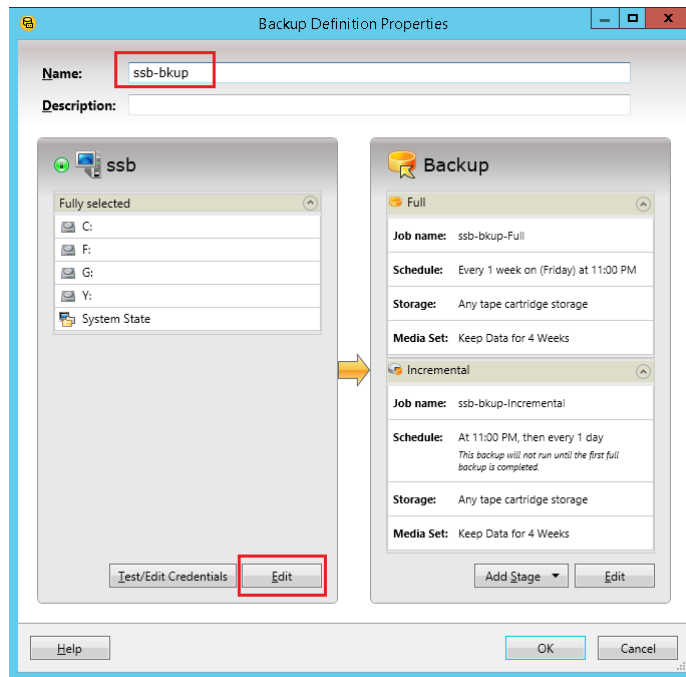 Backup Definition Properties
Name: ssb-bkup
Description:
ssb
Fully selected
C:
F:
G:
Y:
System State
Test/Edit Credentials Edit
Backup
Full
Job name: ssb-bkup-Full
Schedule: Every 1 week on (Friday) at 11:00 PM
Storage: Any tape cartridge storage
Media Set: Keep Data for 4 Weeks
Incremental
Job name: ssb-bkup-Incremental
Schedule: At 11:00 PM, then every 1 day
This backup will not run until the first full
backup is completed.
Storage: Any tape cartridge storage
Media Set: Keep Data for 4 Weeks
Add Stage Edit
Help OK Cancel